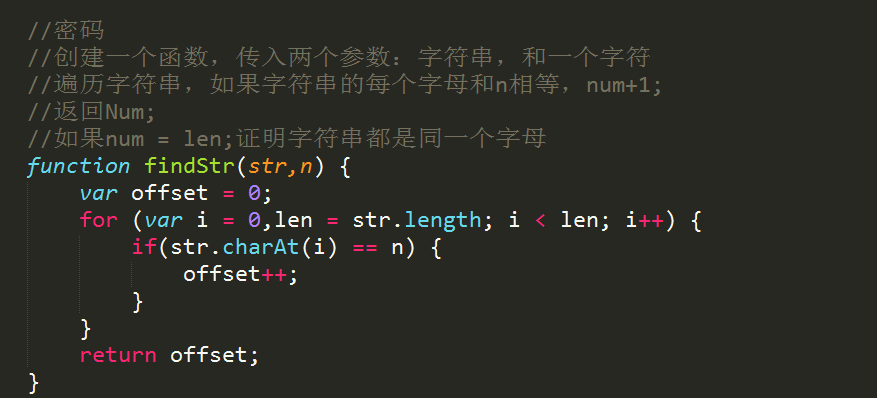 //密码
//创建一个函数，传入两个参数：字符串，和一个字符
//遍历字符串，如果字符串的每个字母和n相等，num+1;
//返回Num;
//如果num = len;证明字符串都是同一个字母
function findStr(str,n) {
    var offset = 0;
    for (var i = 0,len = str.length; i < len; i++) {
        if(str.charAt(i) == n) {
            offset++;
        }
    }
    return offset;
}